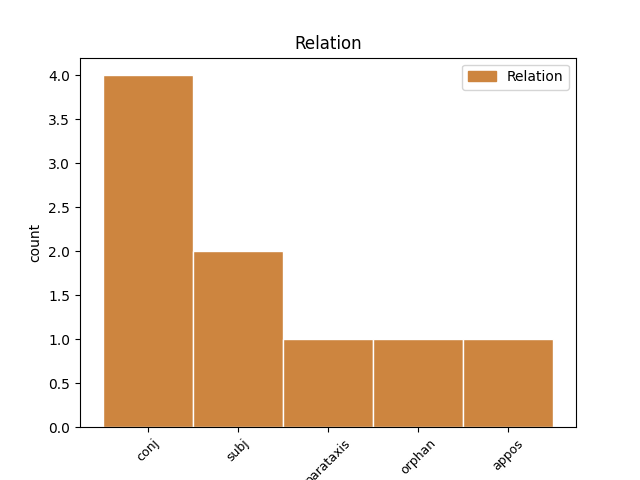 Relation
Relation
count
4.0
3.5
3.0
2.5
2.0
1.5
1.0
0.5
0.0
conj
subj
parataxis
orphan
appos